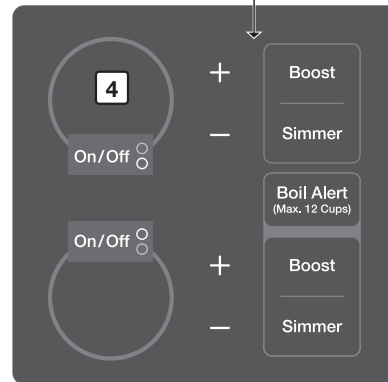 4
+
Boost
−
Simmer
On/Off
Boil Alert
(Max. 12 Cups)
On/Off
+
Boost
−
Simmer